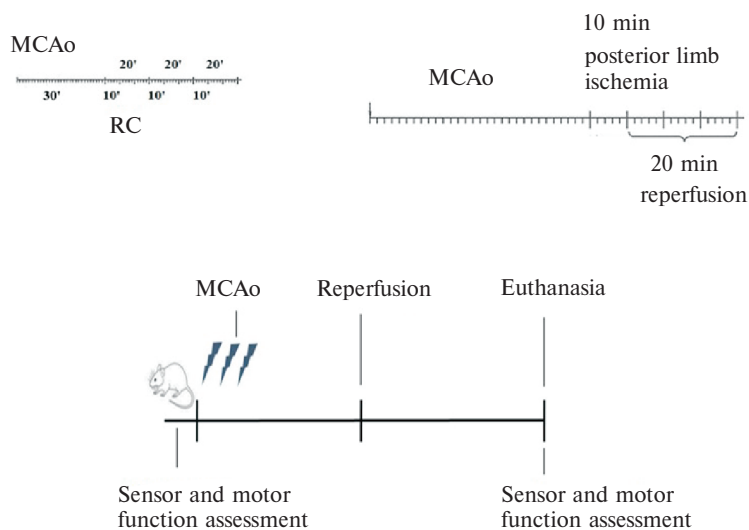 MCAo
20' 20' 20'
30' 10' 10' 10'
RC
10 min
posterior limb
ischemia
MCAo
20 min
reperfusion
MCAo Reperfusion Euthanasia
Sensor and motor
function assessment
Sensor and motor
function assessment